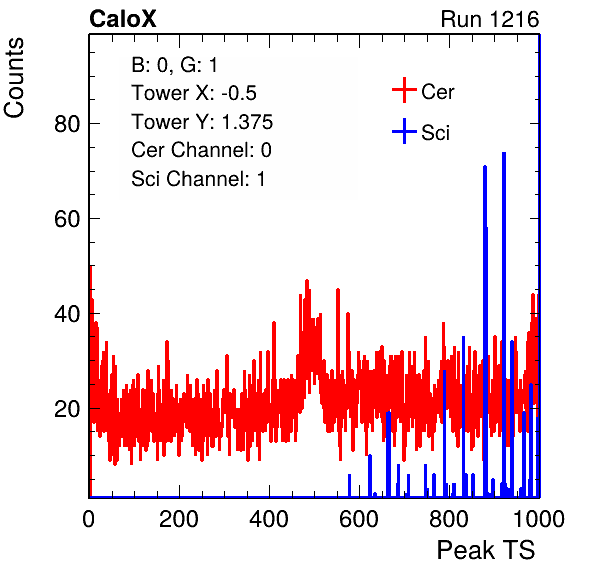 CaloX Run 1216
B: 0, G: 1
Tower X: -0.5
Tower Y: 1.375
Cer Channel: 0
Sci Channel: 1
Cer
Sci
Counts
80
60
40
20
0 200 400 600 800 1000
Peak TS